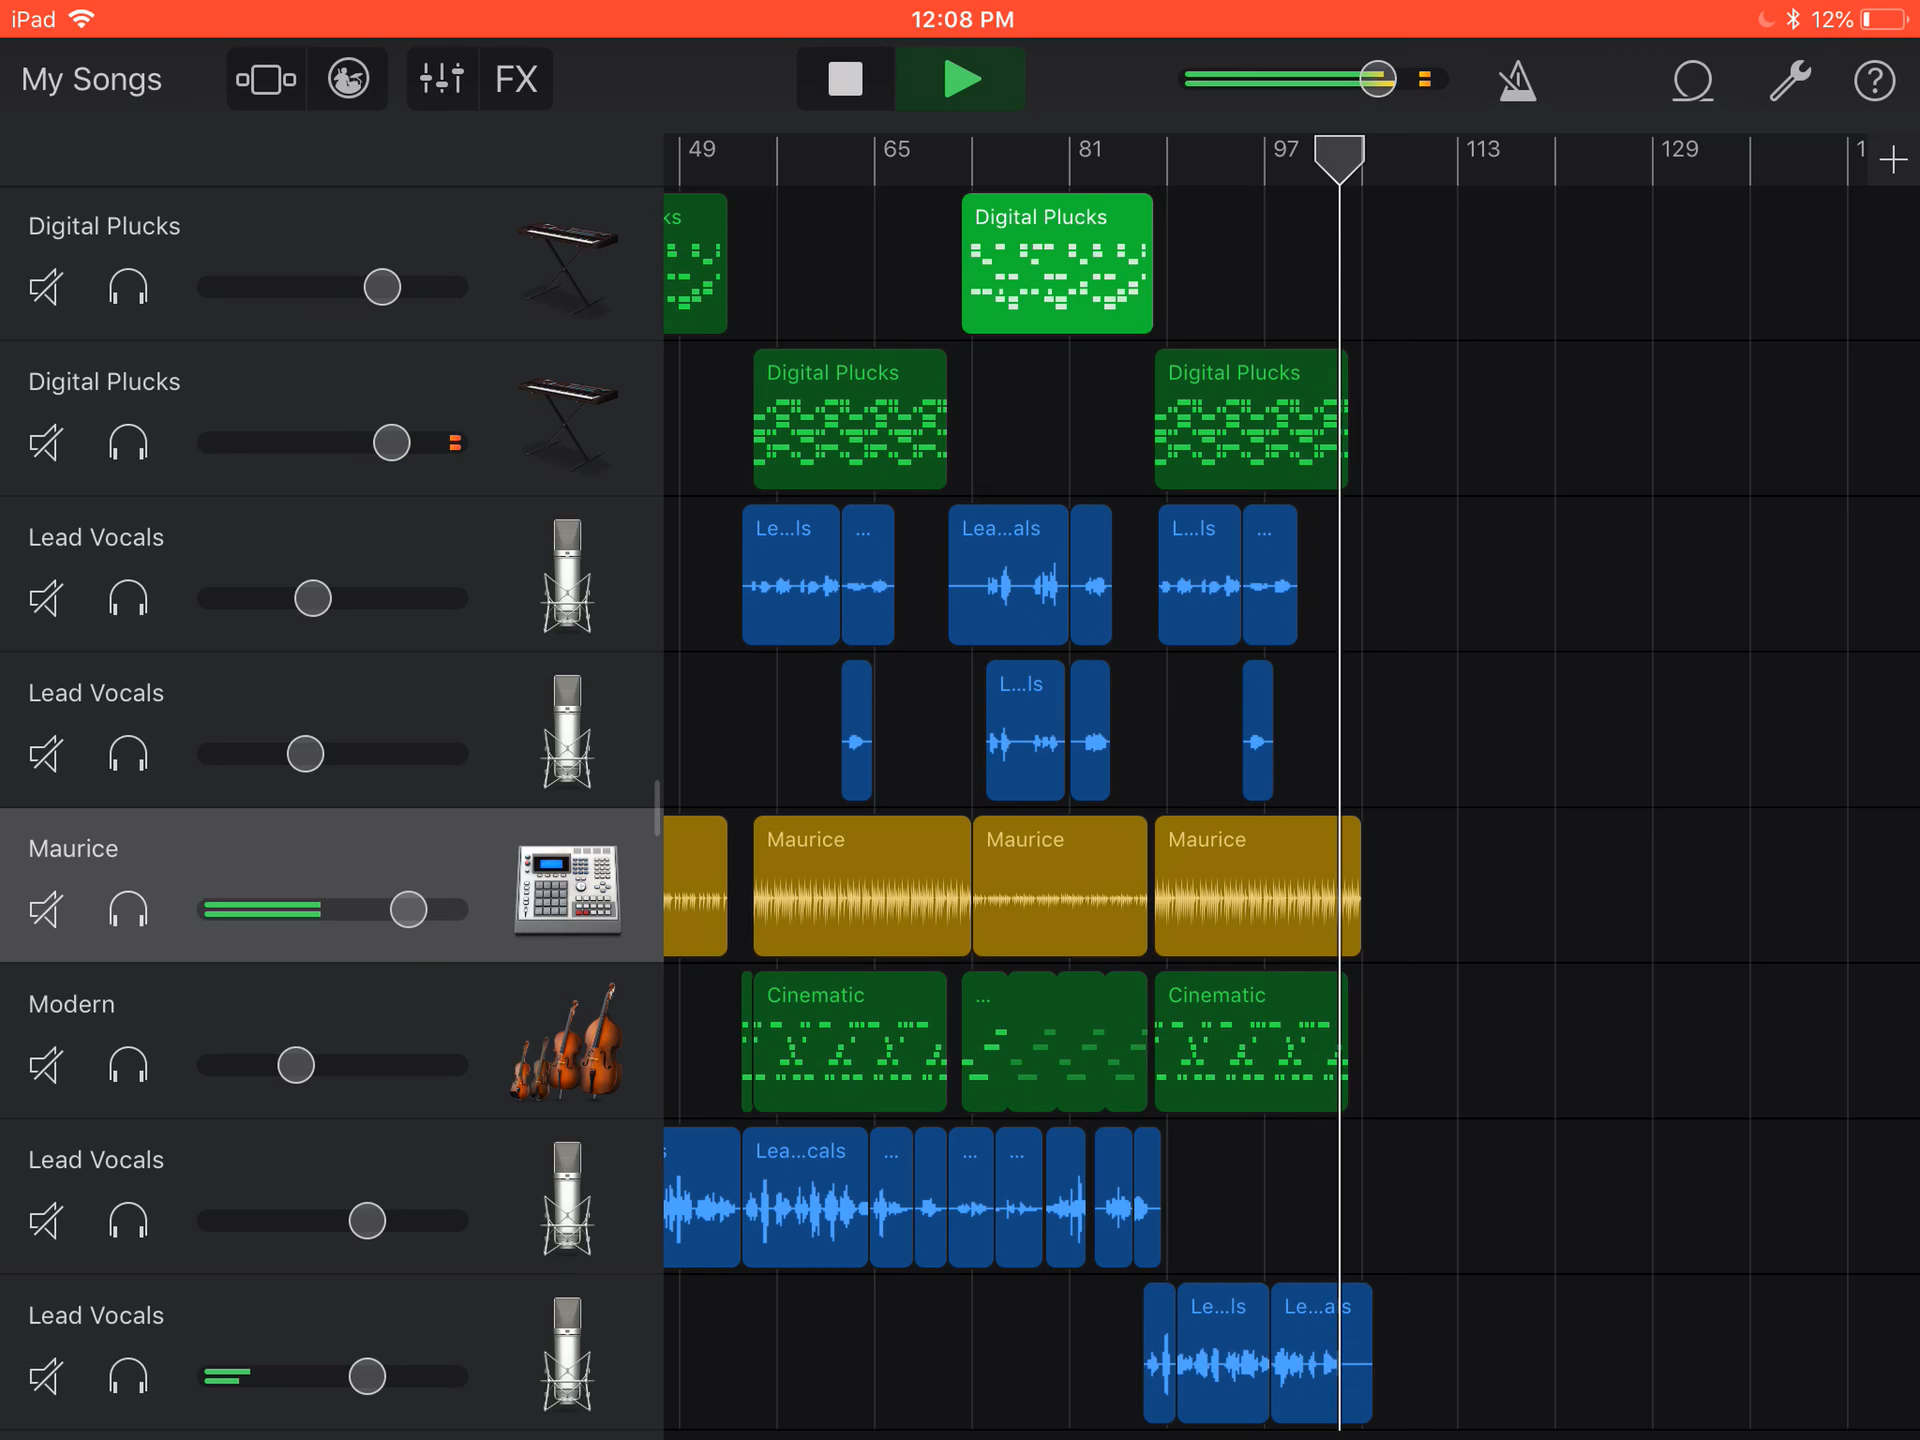 iPad 12:08 PM 12%
My Songs FX
49 65 81 97 113 129 1
Digital Plucks
ks
Digital Plucks
Digital Plucks
Digital Plucks
Digital Plucks
Lead Vocals
Le...ls
...
Lea...als
L...ls
...
Lead Vocals
L...ls
Maurice
Maurice
Maurice
Maurice
Modern
Cinematic
...
Cinematic
Lead Vocals
s
Lea...cals
...
...
...
Lead Vocals
Le...ls
Le...als